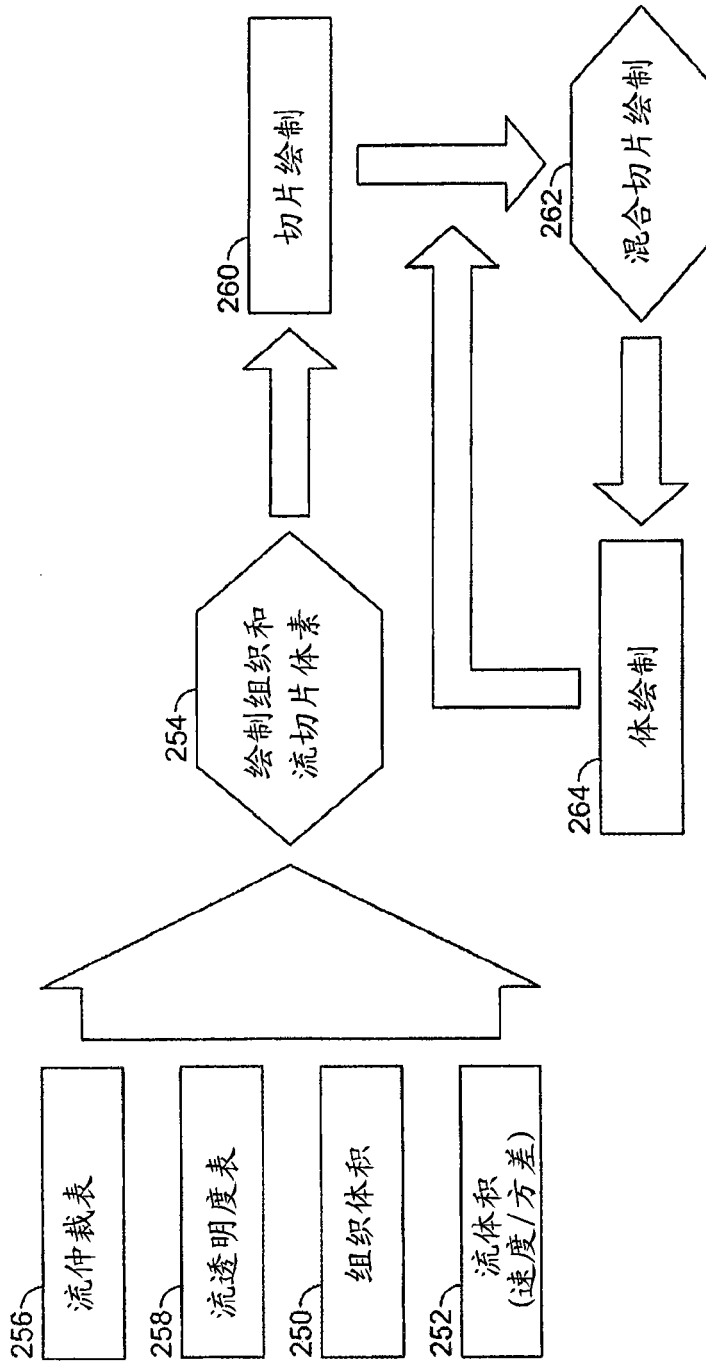 256
流仲裁表
258
流透明度表
250
组织体积
252
流体积
(速度/方差)
254
绘制组织和
流切片体素
260
切片绘制
262
混合切片绘制
264
体绘制